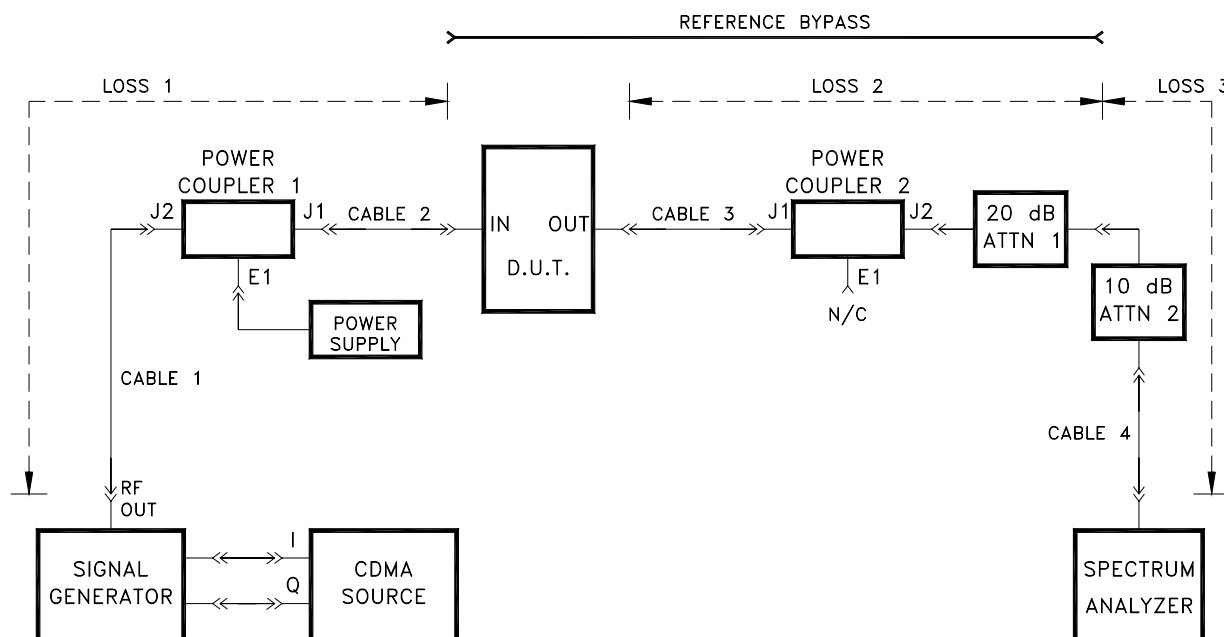 REFERENCE BYPASS
LOSS 1
LOSS 2
LOSS 3
POWER
COUPLER 1
POWER
COUPLER 2
J2
J1
CABLE 2
IN
OUT
D.U.T.
CABLE 3
J1
J2
20 dB
ATTN 1
E1
E1
N/C
10 dB
ATTN 2
POWER
SUPPLY
CABLE 1
CABLE 4
RF
OUT
I
Q
SIGNAL
GENERATOR
CDMA
SOURCE
SPECTRUM
ANALYZER